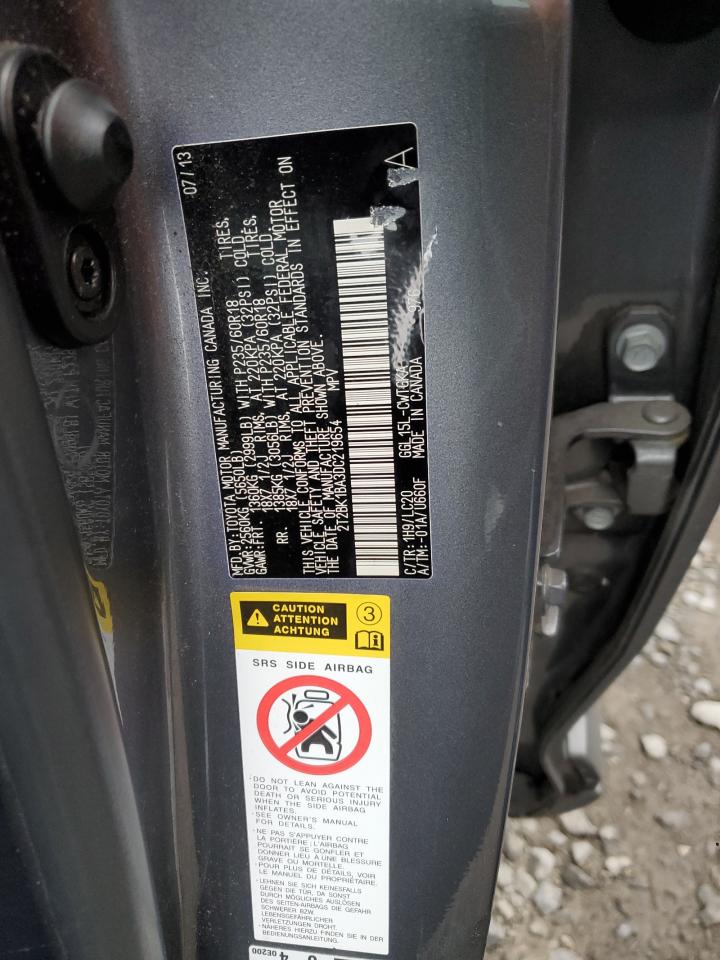 07/13
MFD BY:TOYOTA MOTOR MANUFACTURING CANADA INC.
GVWR:2560KG (5645LB)
GAWR:FRT. 1360KG (2999LB) WITH P235/60R18 TIRES,
18X7 1/2J RIMS, AT 220KPA (32PSI) COLD
RR. 1385KG (3056LB) WITH P235/60R18 TIRES,
18X7 1/2J RIMS, AT 220KPA (32PSI) COLD
THIS VEHICLE CONFORMS TO ALL APPLICABLE FEDERAL MOTOR
VEHICLE SAFETY AND THEFT PREVENTION STANDARDS IN EFFECT ON
THE DATE OF MANUFACTURE SHOWN ABOVE.
2T2BK1BA3DC219654 MPV
A
C/TR:1H9/LC20
A/TM:-01A/U660F
MADE IN CANADA
CAUTION
ATTENTION
ACHTUNG
3
SRS SIDE AIRBAG
·DO NOT LEAN AGAINST THE
DOOR TO AVOID POTENTIAL
DEATH OR SERIOUS INJURY
WHEN THE SIDE AIRBAG
INFLATES.
·SEE OWNER'S MANUAL
FOR DETAILS.
·NE PAS S'APPUYER CONTRE
LA PORTIÈRE ; L'AIRBAG
POURRAIT SE GONFLER ET
DONNER LIEU À UNE BLESSURE
GRAVE OU MORTELLE.
·POUR PLUS DE DÉTAILS, VOIR
LE MANUEL DU PROPRIÉTAIRE.
·LEHNEN SIE SICH KEINESFALLS
GEGEN DIE TÜR, DA SONST
DURCH MÖGLICHES AUSLÖSEN
DES SEITEN-AIRBAGS DIE GEFAHR
SCHWERER BZW.
LEBENSGEFÄHRLICHER
VERLETZUNGEN DROHT.
·NÄHERES HIERZU FINDEN SIE IN DER
BEDIENUNGSANLEITUNG.
4
0E200